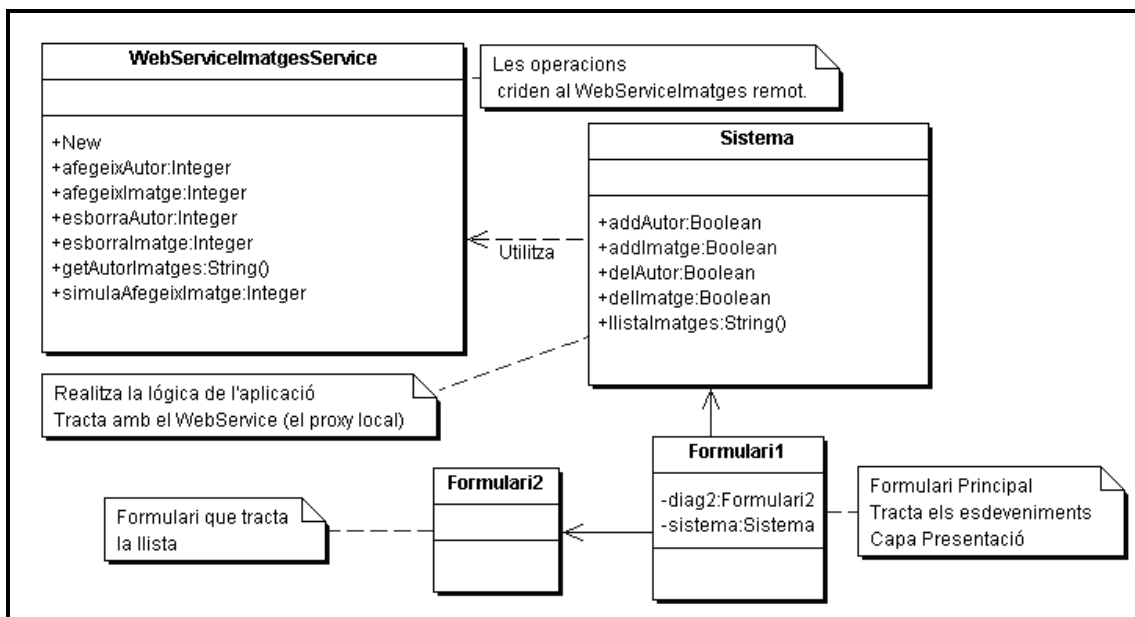 WebServiceImatgesService
+New
+afegeixAutor:Integer
+afegeixImatge:Integer
+esborraAutor:Integer
+esborraImatge:Integer
+getAutorImatges:String()
+simulaAfegeixImatge:Integer
Les operacions
criden al WebServiceImatges remot.
Sistema
+addAutor:Boolean
+addImatge:Boolean
+delAutor:Boolean
+delImatge:Boolean
+llistaImatges:String()
Utilitza
Realitza la lógica de l'aplicació
Tracta amb el WebService (el proxy local)
Formulari1
-diag2:Formulari2
-sistema:Sistema
Formulari2
Formulari que tracta
la llista
Formulari Principal
Tracta els esdeveniments
Capa Presentació